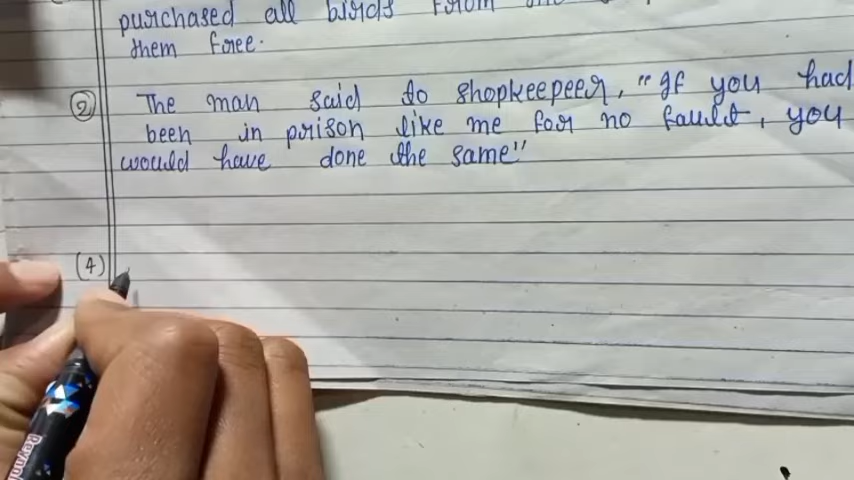 purchased all birds from
them free.
(2) The man said to shopkeepeer, "If you had
been in prison like me for no fault, you
would have done the same"
(4)